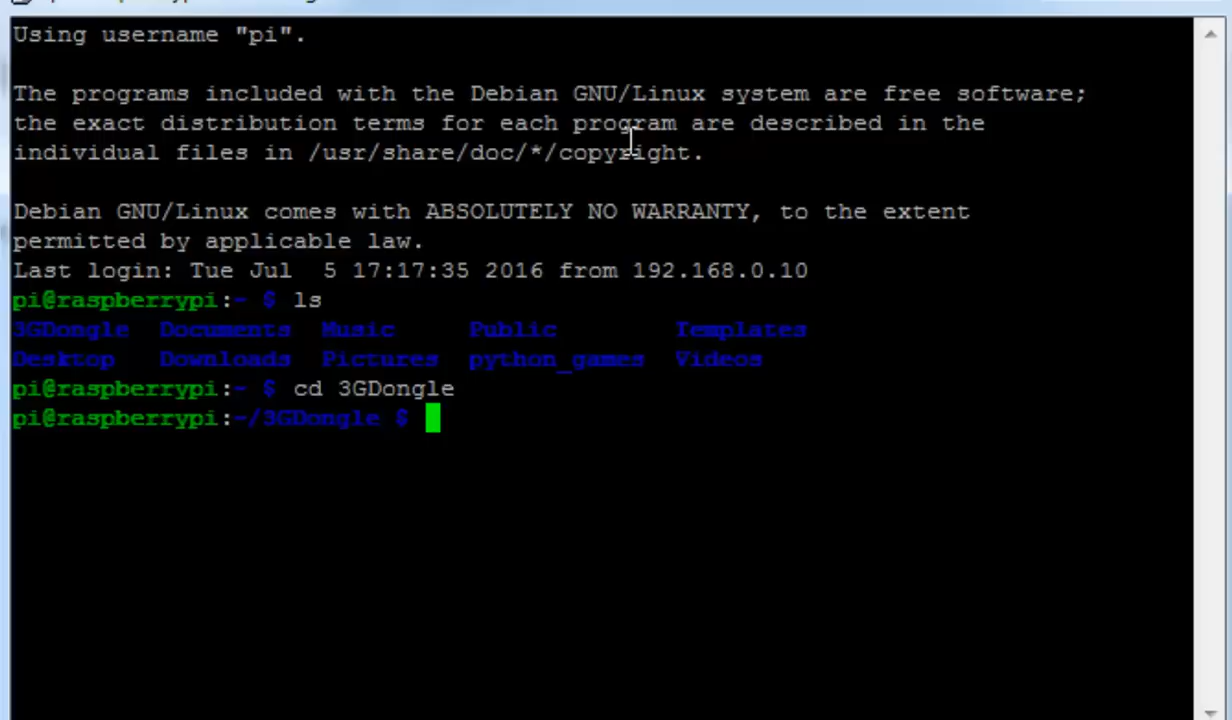 Using username "pi".
The programs included with the Debian GNU/Linux system are free software;
the exact distribution terms for each program are described in the
individual files in /usr/share/doc/*/copyright.
Debian GNU/Linux comes with ABSOLUTELY NO WARRANTY, to the extent
permitted by applicable law.
Last login: Tue Jul  5 17:17:35 2016 from 192.168.0.10
pi@raspberrypi:~ $ ls
3GDongle  Documents  Music     Public        Templates
Desktop   Downloads  Pictures  python_games  Videos
pi@raspberrypi:~ $ cd 3GDongle
pi@raspberrypi:~/3GDongle $